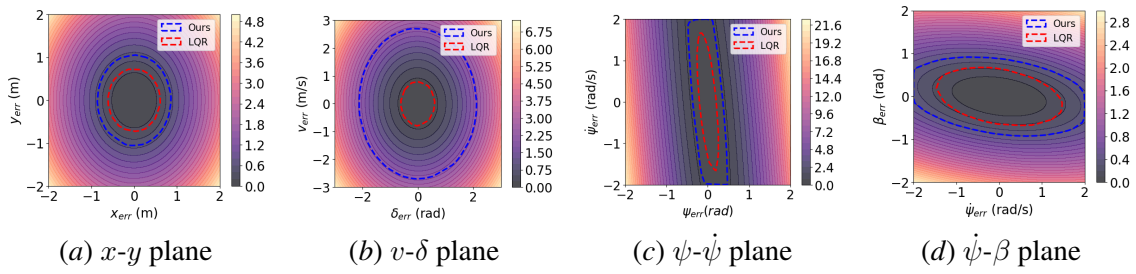 Ours
LQR
2
1
0
−1
−2
y_err (m)
−2 −1 0 1 2
x_err (m)
4.8
4.2
3.6
3.0
2.4
1.8
1.2
0.6
0.0
(a) x-y plane
Ours
LQR
3
2
1
0
−1
−2
−3
v_err (m/s)
−2 0 2
δ_err (rad)
6.75
6.00
5.25
4.50
3.75
3.00
2.25
1.50
0.75
0.00
(b) v-δ plane
Ours
LQR
2
1
0
−1
−2
ψ̇_err (rad/s)
−2 −1 0 1 2
ψ_err(rad)
21.6
19.2
16.8
14.4
12.0
9.6
7.2
4.8
2.4
0.0
(c) ψ-ψ̇ plane
Ours
LQR
2
1
0
−1
−2
β_err (rad)
−2 −1 0 1 2
ψ̇_err (rad/s)
2.8
2.4
2.0
1.6
1.2
0.8
0.4
0.0
(d) ψ̇-β plane